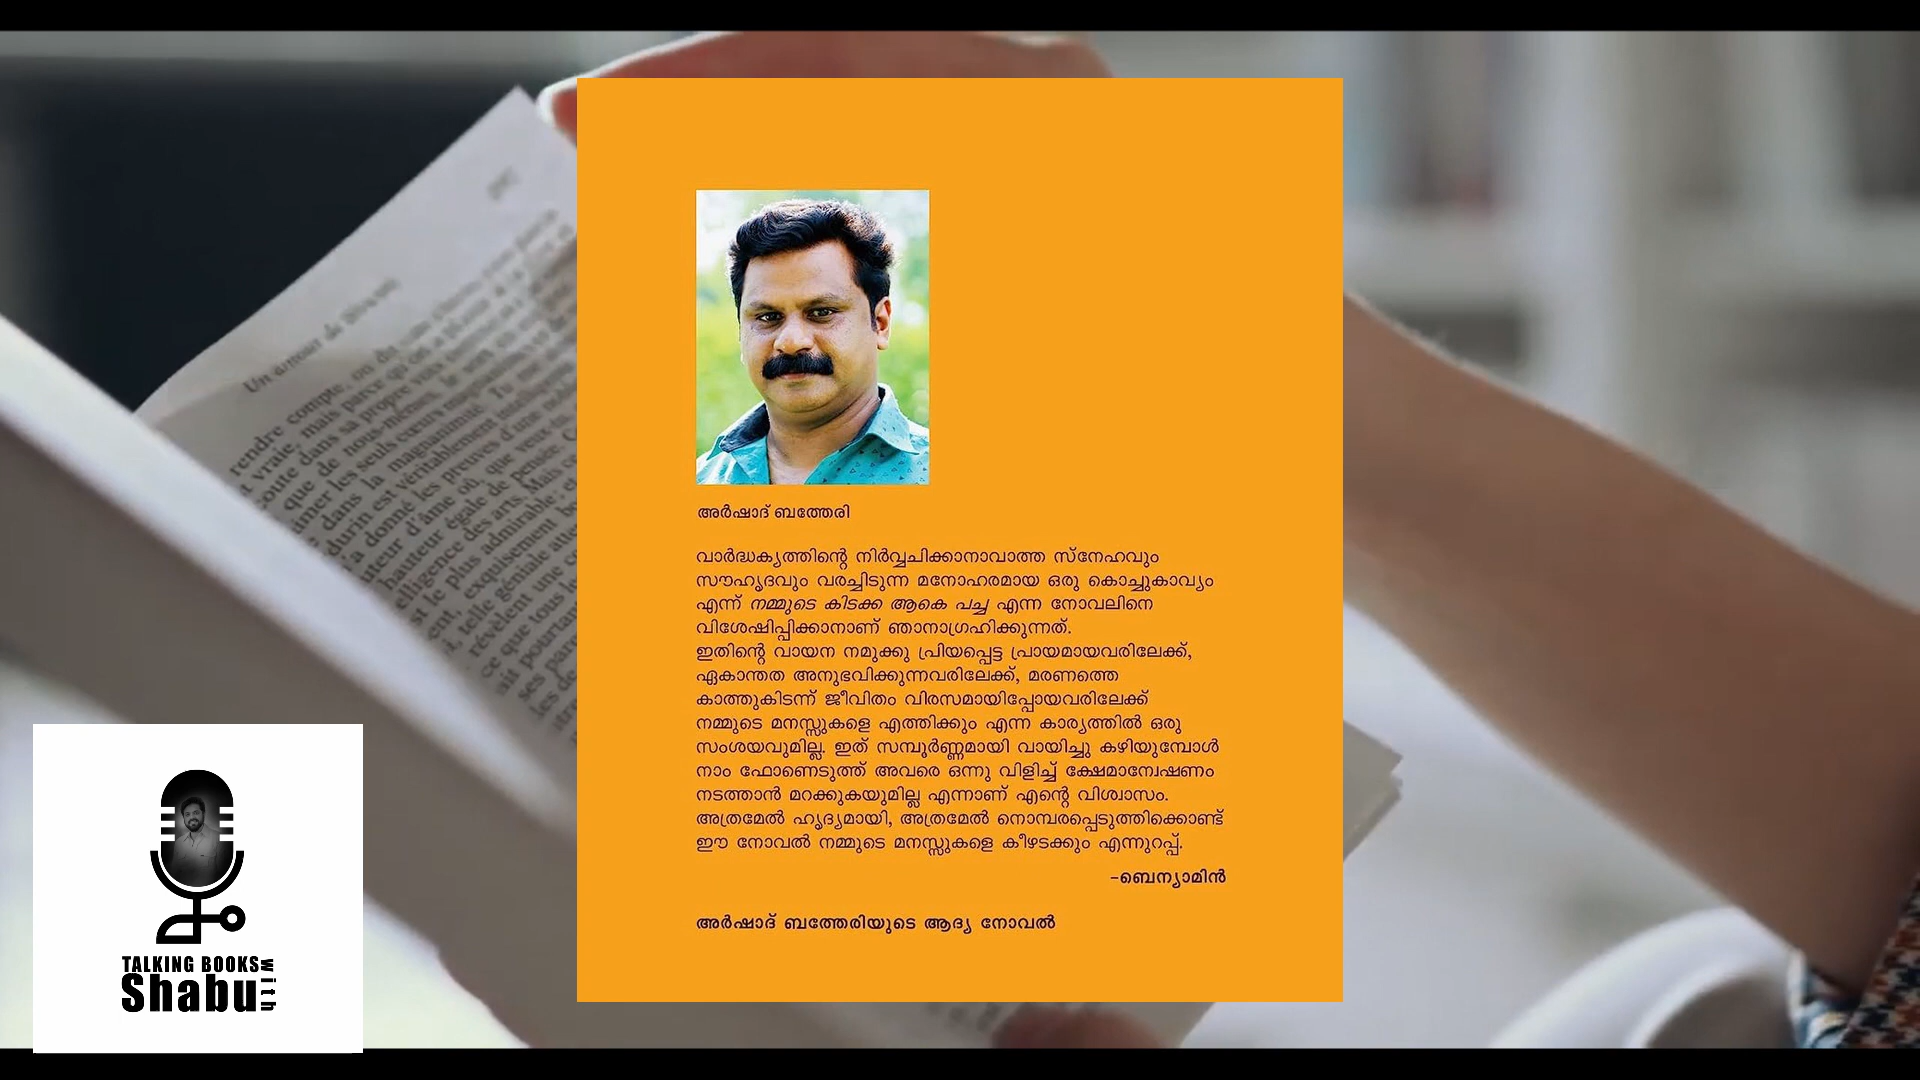 അർഷാദ് ബത്തേരി
വാർദ്ധക്യത്തിന്റെ നിർവ്വചിക്കാനാവാത്ത സ്നേഹവും
സൗഹൃദവും വരച്ചിടുന്ന മനോഹരമായ ഒരു കൊച്ചുകാവ്യം
എന്ന് നമ്മുടെ കിടക്ക ആകെ പച്ച എന്ന നോവലിനെ
വിശേഷിപ്പിക്കാനാണ് ഞാനാഗ്രഹിക്കുന്നത്.
ഇതിന്റെ വായന നമുക്കു പ്രിയപ്പെട്ട പ്രായമായവരിലേക്ക്,
ഏകാന്തത അനുഭവിക്കുന്നവരിലേക്ക്, മരണത്തെ
കാത്തുകിടന്ന് ജീവിതം വിരസമായിപ്പോയവരിലേക്ക്
നമ്മുടെ മനസ്സുകളെ എത്തിക്കും എന്ന കാര്യത്തിൽ ഒരു
സംശയവുമില്ല. ഇത് സമ്പൂർണ്ണമായി വായിച്ചു കഴിയുമ്പോൾ
നാം ഫോണെടുത്ത് അവരെ ഒന്നു വിളിച്ച് ക്ഷേമാന്വേഷണം
നടത്താൻ മറക്കുകയുമില്ല എന്നാണ് എന്റെ വിശ്വാസം.
അത്രമേൽ ഹൃദ്യമായി, അത്രമേൽ നൊമ്പരപ്പെടുത്തിക്കൊണ്ട്
ഈ നോവൽ നമ്മുടെ മനസ്സുകളെ കീഴടക്കും എന്നുറപ്പ്.
-ബെന്യാമിൻ
അർഷാദ് ബത്തേരിയുടെ ആദ്യ നോവൽ
TALKING BOOKS
with
Shabu
Un amour de Swann